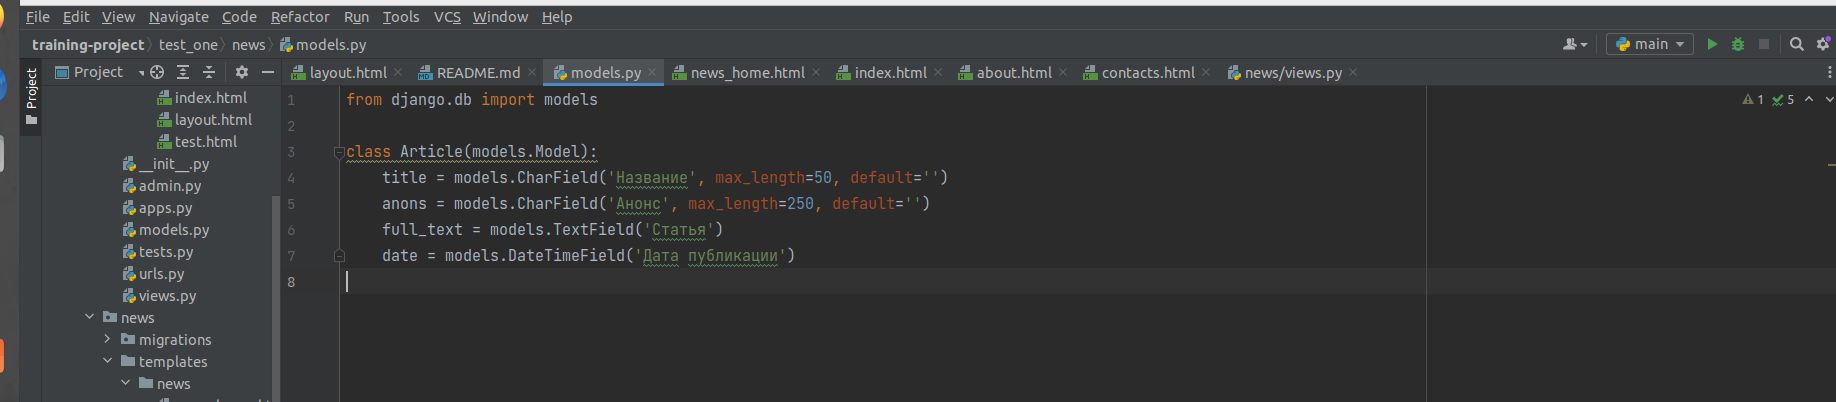 File Edit View Navigate Code Refactor Run Tools VCS Window Help
training-project test_one news models.py main
Project layout.html README.md models.py news_home.html index.html about.html contacts.html news/views.py
Project
index.html
layout.html
test.html
__init__.py
admin.py
apps.py
models.py
tests.py
urls.py
views.py
news
migrations
templates
news
1 from django.db import models
2
3 class Article(models.Model):
4 title = models.CharField('Название', max_length=50, default='')
5 anons = models.CharField('Анонс', max_length=250, default='')
6 full_text = models.TextField('Статья')
7 date = models.DateTimeField('Дата публикации')
8
1 5